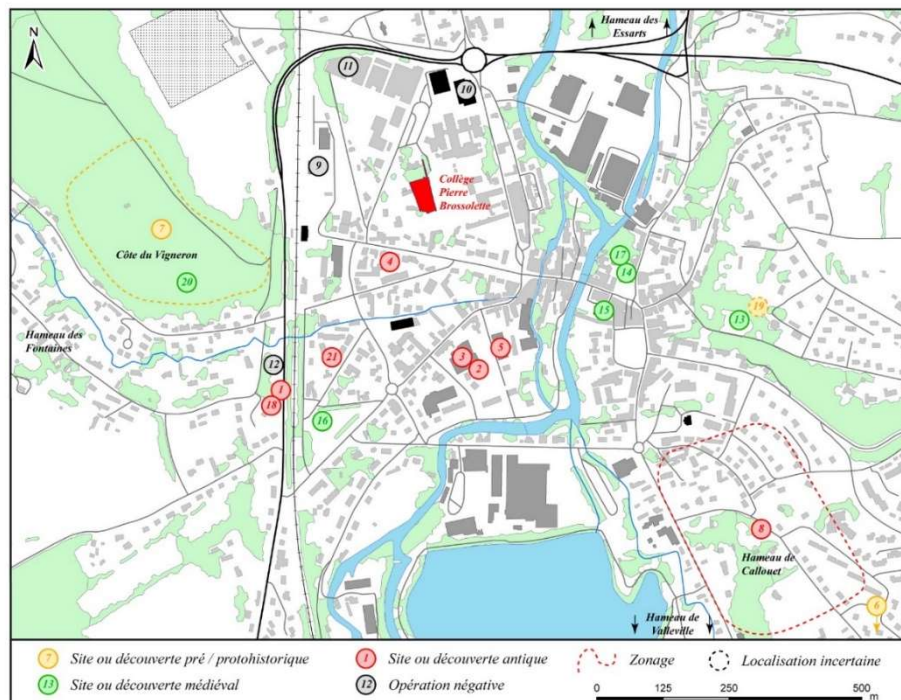 Hameau des
Essarts
N
11
10
9
Collège
Pierre
Brossolette
7
Côte du Vigneron
17
4
14
20
15
19
13
Hameau des
Fontaines
3
5
21
2
12
1
18
16
8
Hameau de
Callouet
6
Hameau de
Valleville
7 Site ou découverte pré / protohistorique
1 Site ou découverte antique
Zonage
Localisation incertaine
13 Site ou découverte médiéval
12 Opération négative
0 125 250 500
m